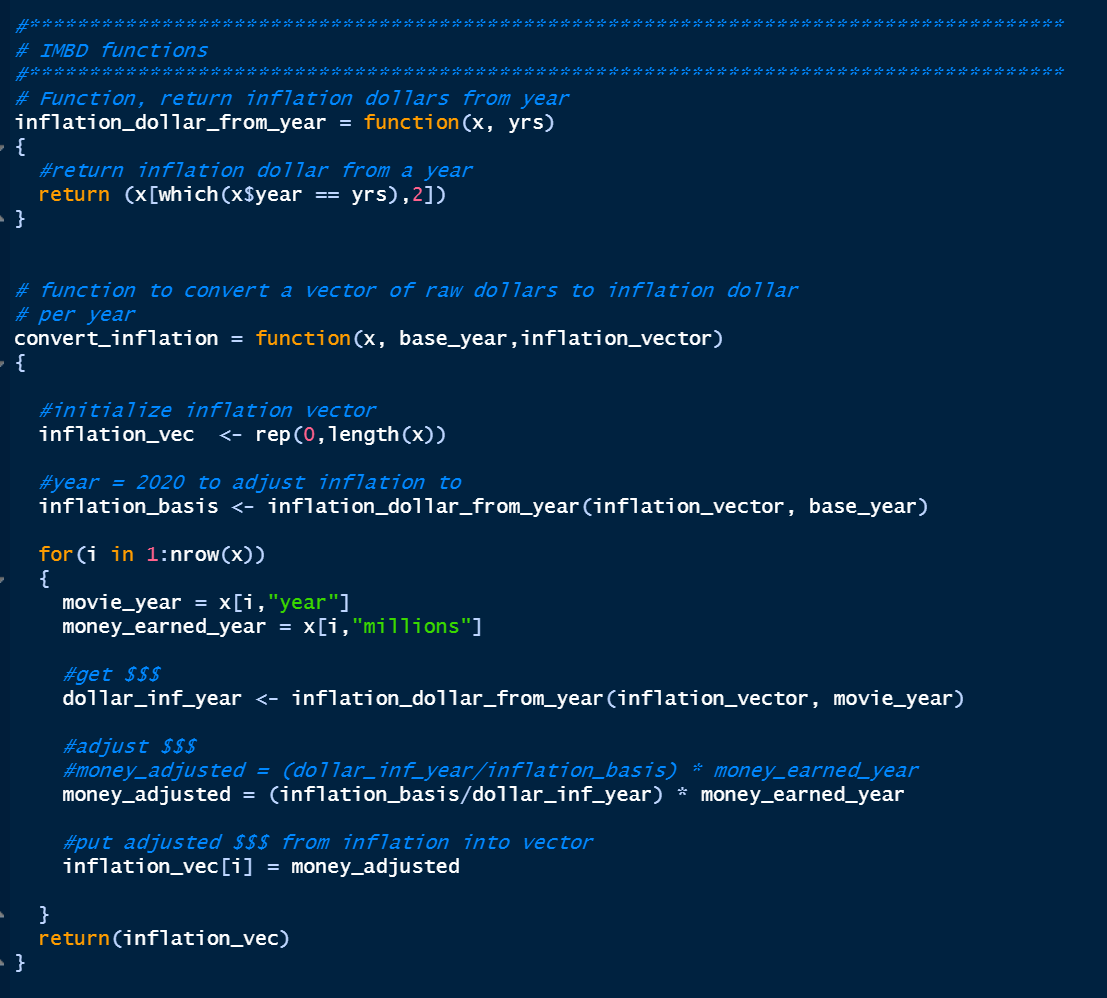 #**************************************************************************************
# IMBD functions
#**************************************************************************************
# Function, return inflation dollars from year
inflation_dollar_from_year = function(x, yrs)
{
  #return inflation dollar from a year
  return (x[which(x$year == yrs),2])
}
# function to convert a vector of raw dollars to inflation dollar
# per year
convert_inflation = function(x, base_year,inflation_vector)
{
  #initialize inflation vector
  inflation_vec  <- rep(0,length(x))
  #year = 2020 to adjust inflation to
  inflation_basis <- inflation_dollar_from_year(inflation_vector, base_year)
  for(i in 1:nrow(x))
  {
    movie_year = x[i,"year"]
    money_earned_year = x[i,"millions"]
    #get $$$
    dollar_inf_year <- inflation_dollar_from_year(inflation_vector, movie_year)
    #adjust $$$
    #money_adjusted = (dollar_inf_year/inflation_basis) * money_earned_year
    money_adjusted = (inflation_basis/dollar_inf_year) * money_earned_year
    #put adjusted $$$ from inflation into vector
    inflation_vec[i] = money_adjusted
  }
  return(inflation_vec)
}